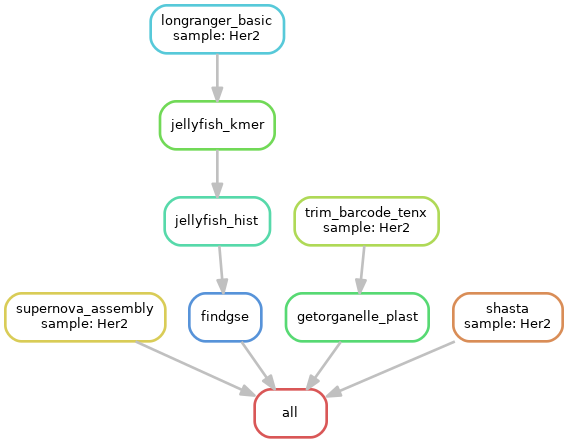 longranger_basic
sample: Her2
jellyfish_kmer
jellyfish_hist
trim_barcode_tenx
sample: Her2
supernova_assembly
sample: Her2
findgse
getorganelle_plast
shasta
sample: Her2
all